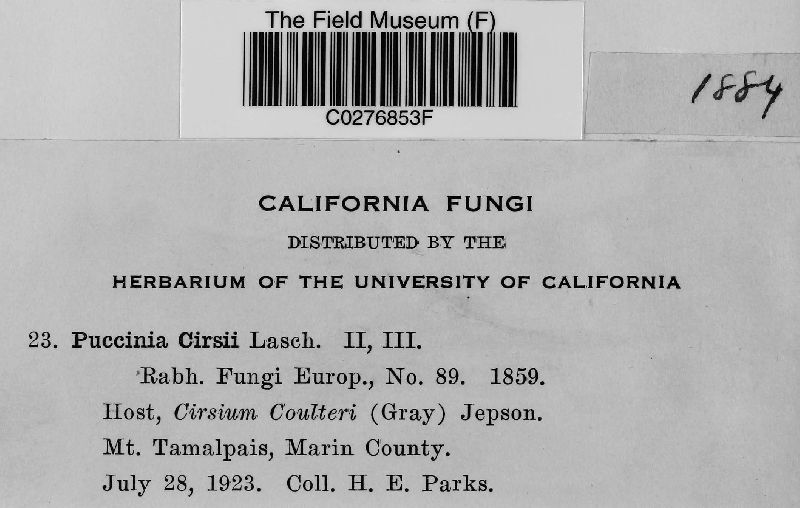 The Field Museum (F)
C0276853F
1884
CALIFORNIA FUNGI
DISTRIBUTED BY THE
HERBARIUM OF THE UNIVERSITY OF CALIFORNIA
23. Puccinia Cirsii Lasch. II, III.
Rabh. Fungi Europ., No. 89. 1859.
Host, Cirsium Coulteri (Gray) Jepson.
Mt. Tamalpais, Marin County.
July 28, 1923. Coll. H. E. Parks.